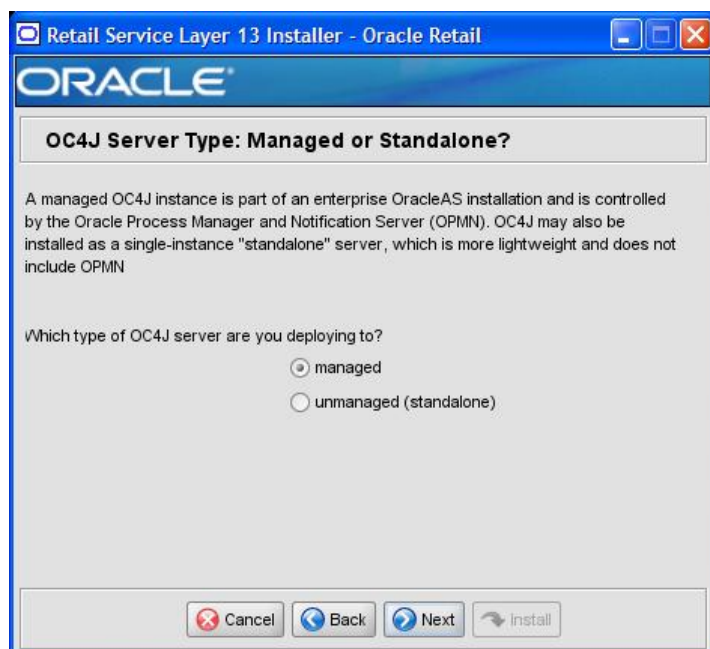 Retail Service Layer 13 Installer - Oracle Retail
ORACLE
OC4J Server Type: Managed or Standalone?
A managed OC4J instance is part of an enterprise OracleAS installation and is controlled
by the Oracle Process Manager and Notification Server (OPMN). OC4J may also be
installed as a single-instance "standalone" server, which is more lightweight and does not
include OPMN
Which type of OC4J server are you deploying to?
managed
unmanaged (standalone)
Cancel Back Next Install